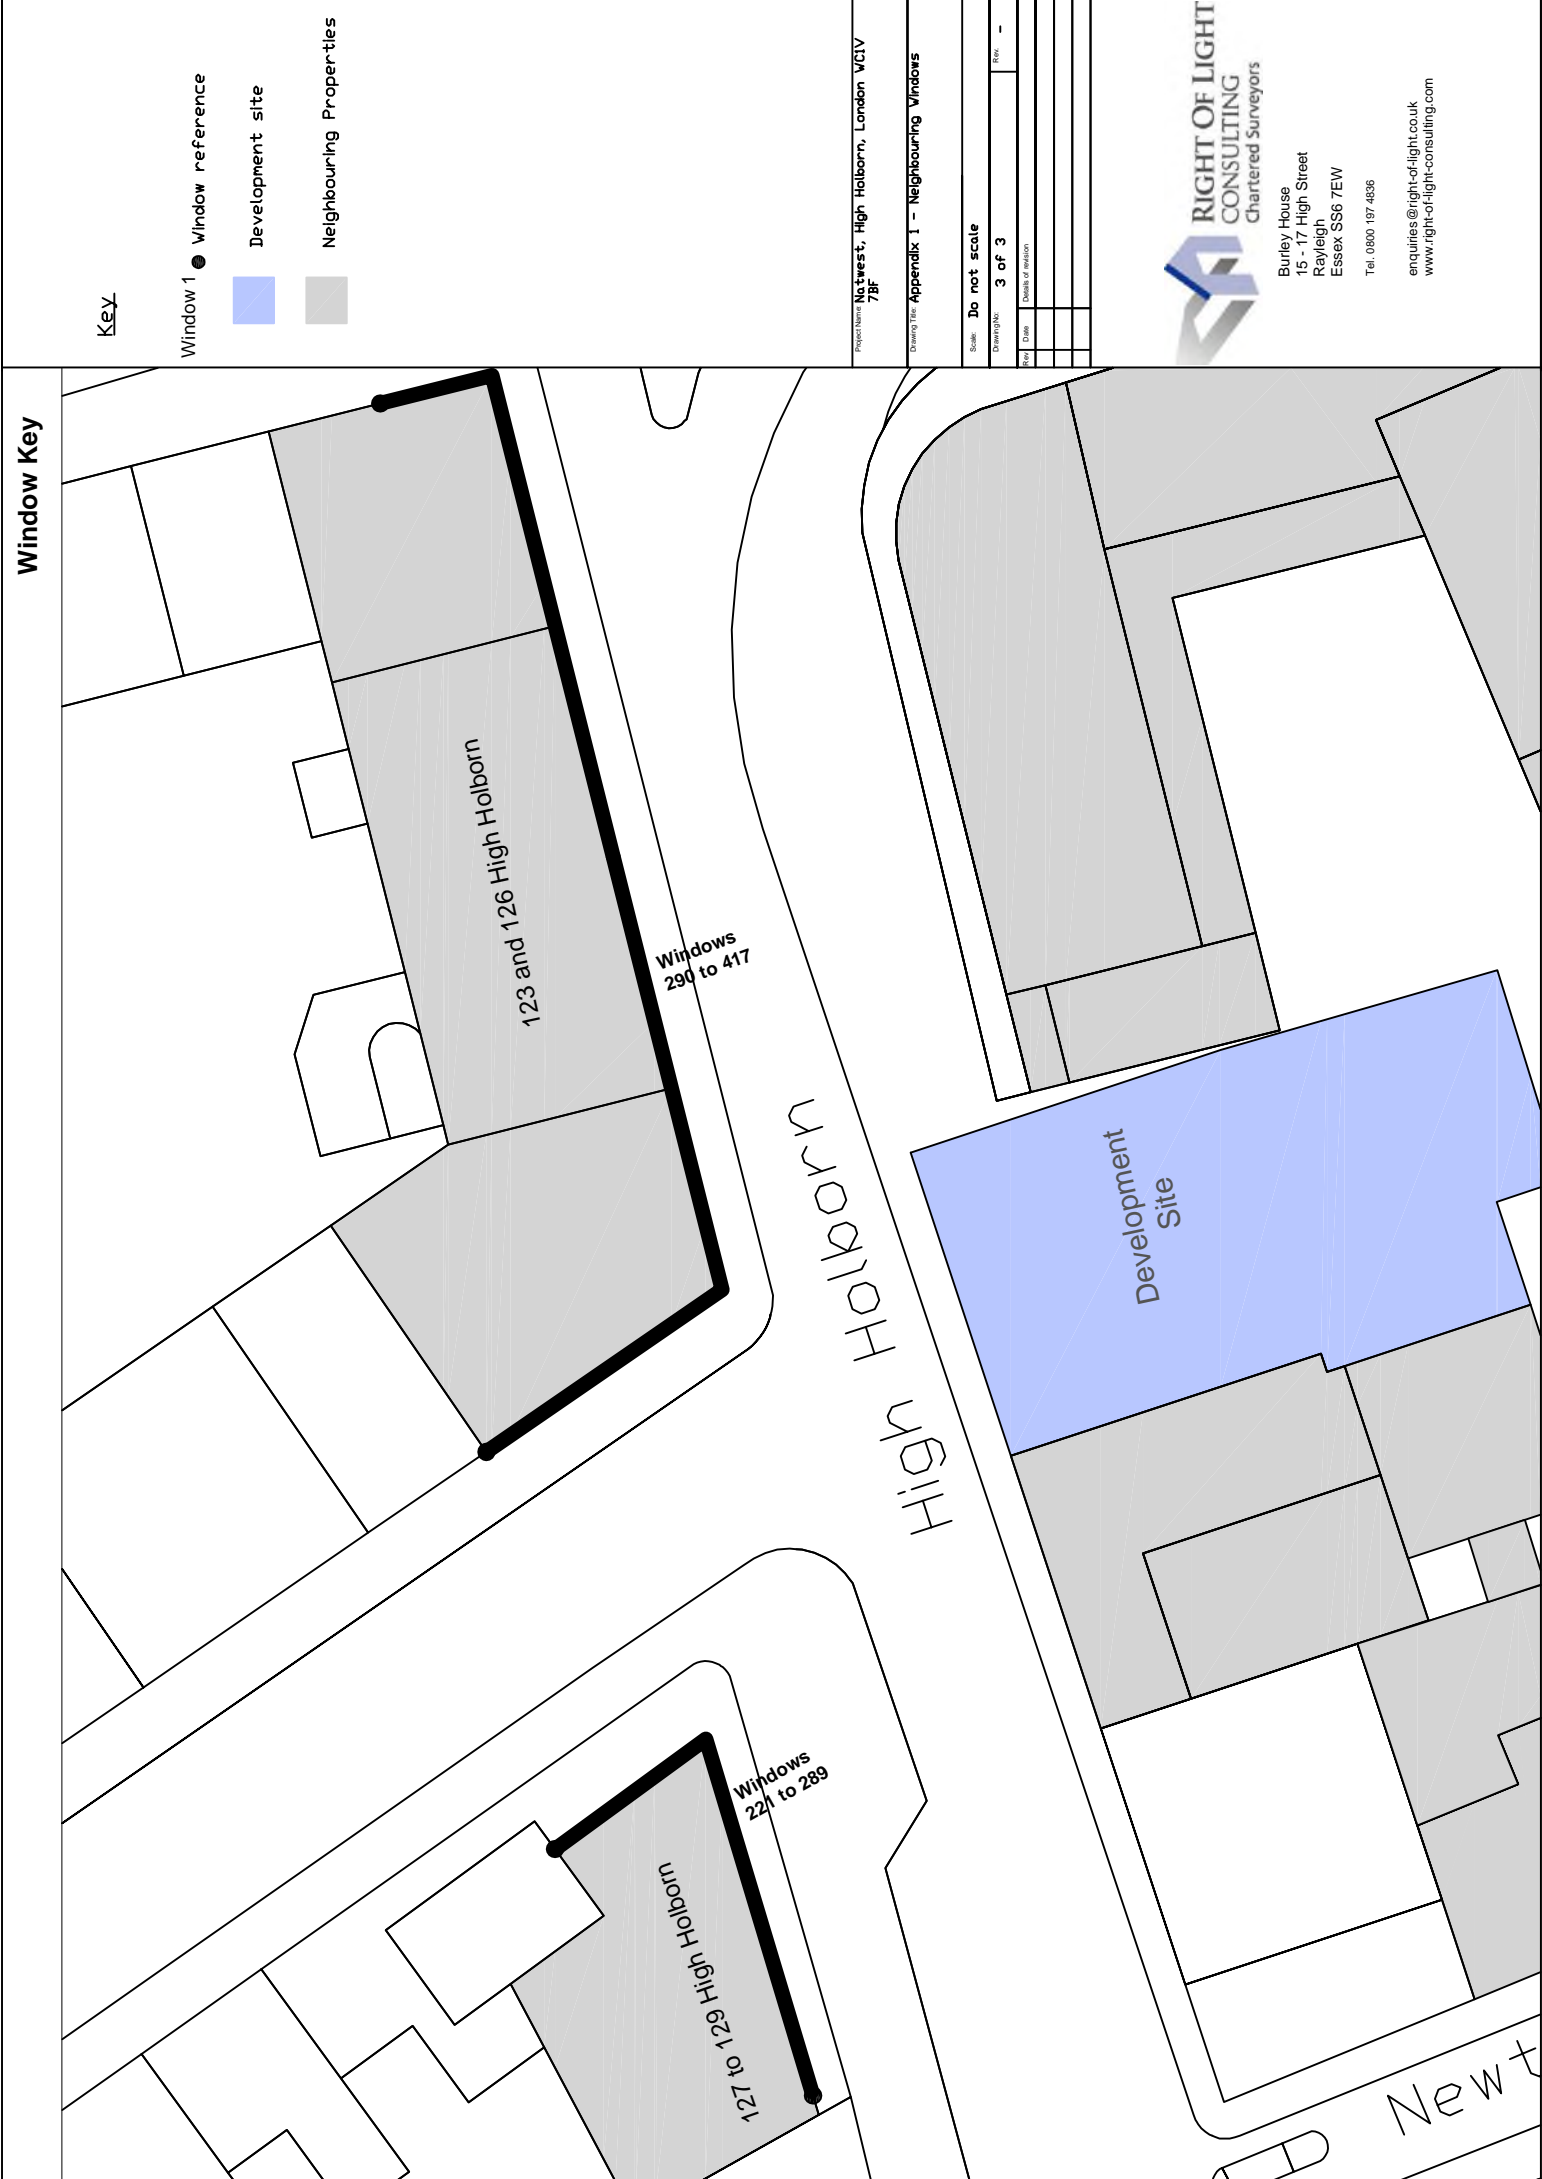 Window Key
Key
Window 1 Window reference
Development site
Neighbouring Properties
123 and 126 High Holborn
Windows
290 to 417
High Holborn
Development
Site
127 to 129 High Holborn
Windows
221 to 289
Newt
Project Name: Natwest, High Holborn, London WC1V
7BF
Drawing Title: Appendix 1 - Neighbouring Windows
Scale: Do not scale
DrawingNo: 3 of 3 Rev. -
Rev Date Details of revision
RIGHT OF LIGHT
CONSULTING
Chartered Surveyors
Burley House
15 - 17 High Street
Rayleigh
Essex SS6 7EW
Tel. 0800 197 4836
enquiries@right-of-light.co.uk
www.right-of-light-consulting.com